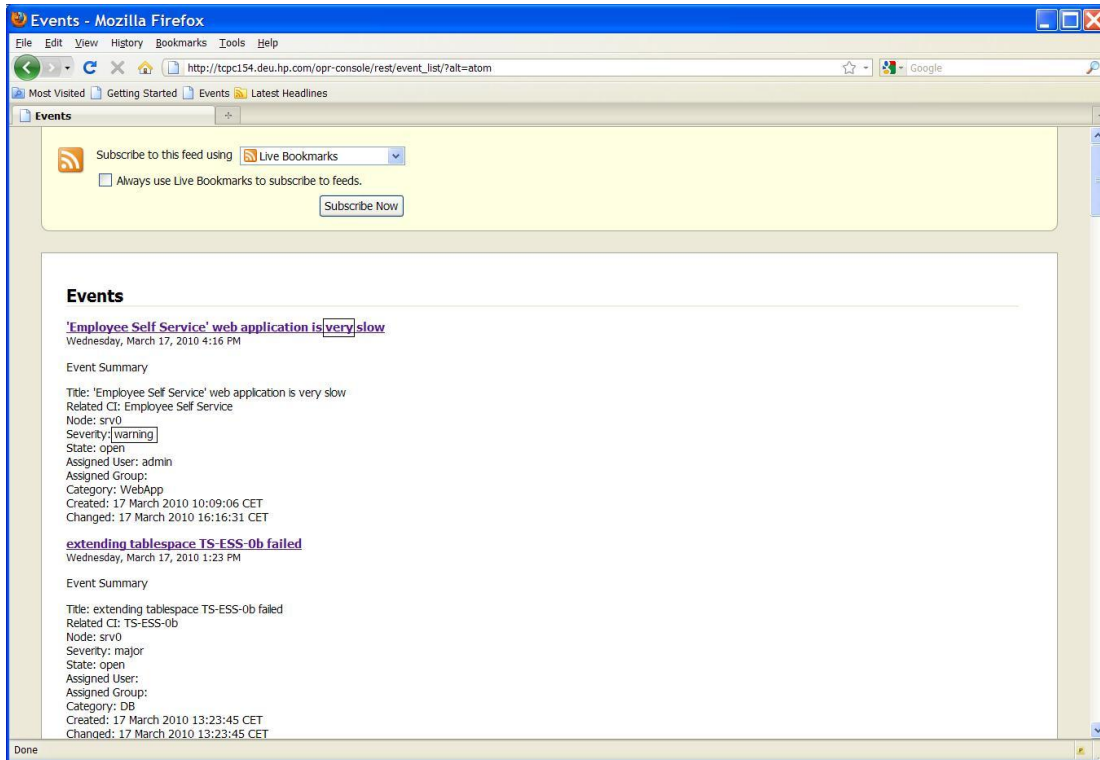 Events - Mozilla Firefox
File Edit View History Bookmarks Tools Help
http://tcpc154.deu.hp.com/opr-console/rest/event_list/?alt=atom
Google
Most Visited Getting Started Events Latest Headlines
Events
Subscribe to this feed using Live Bookmarks
Always use Live Bookmarks to subscribe to feeds.
Subscribe Now
Events
'Employee Self Service' web application is very slow
Wednesday, March 17, 2010 4:16 PM
Event Summary
Title: 'Employee Self Service' web application is very slow
Related CI: Employee Self Service
Node: srv0
Severity: warning
State: open
Assigned User: admin
Assigned Group:
Category: WebApp
Created: 17 March 2010 10:09:06 CET
Changed: 17 March 2010 16:16:31 CET
extending tablespace TS-ESS-0b failed
Wednesday, March 17, 2010 1:23 PM
Event Summary
Title: extending tablespace TS-ESS-0b failed
Related CI: TS-ESS-0b
Node: srv0
Severity: major
State: open
Assigned User:
Assigned Group:
Category: DB
Created: 17 March 2010 13:23:45 CET
Changed: 17 March 2010 13:23:45 CET
Done